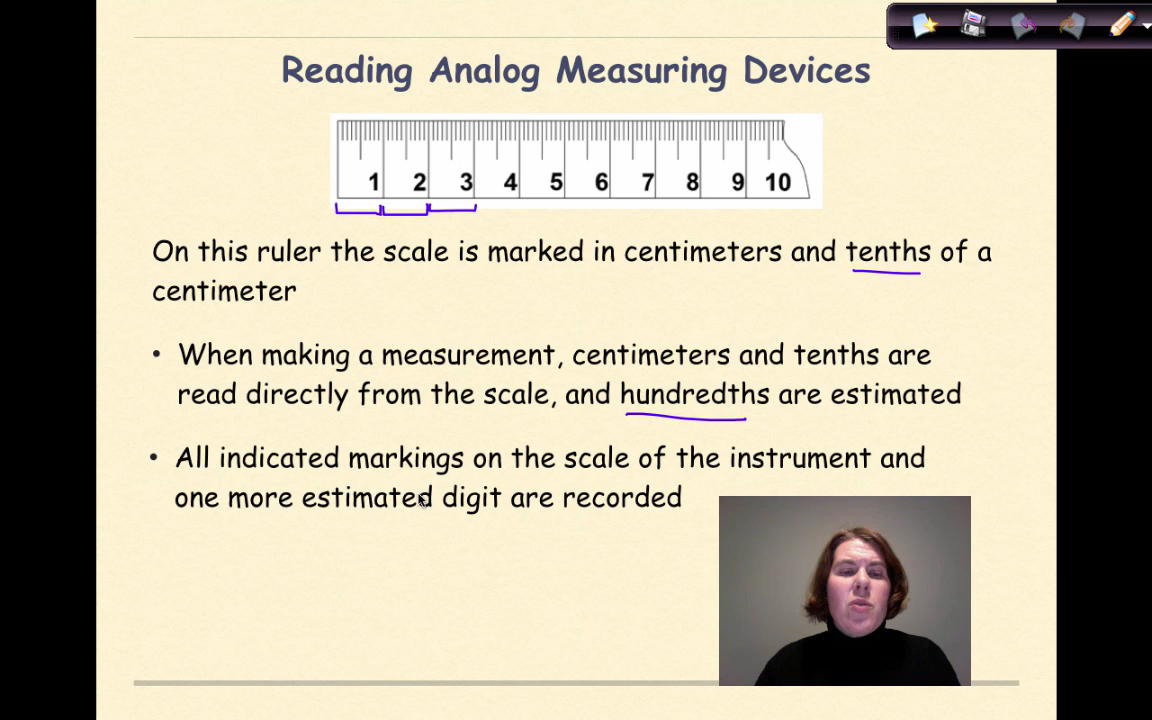 Reading Analog Measuring Devices
1 2 3 4 5 6 7 8 9 10
On this ruler the scale is marked in centimeters and tenths of a
centimeter
• When making a measurement, centimeters and tenths are
read directly from the scale, and hundredths are estimated
• All indicated markings on the scale of the instrument and
one more estimated digit are recorded